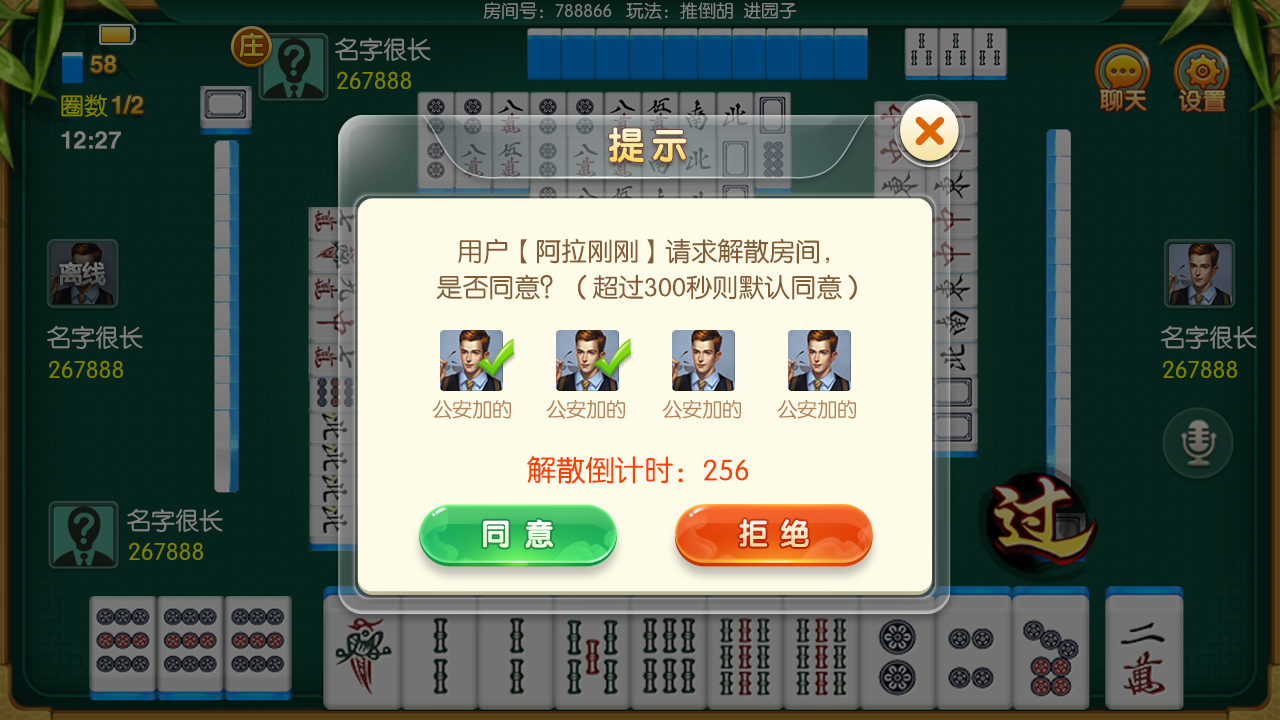 房间号：788866 玩法：推倒胡 进园子
58
圈数 1/2
12:27
庄
名字很长
267888
聊天
设置
提示
用户【阿拉刚刚】请求解散房间，
是否同意？（超过300秒则默认同意）
公安加的
公安加的
公安加的
公安加的
解散倒计时：256
同意
拒绝
离线
名字很长
267888
名字很长
267888
名字很长
267888
过
二萬